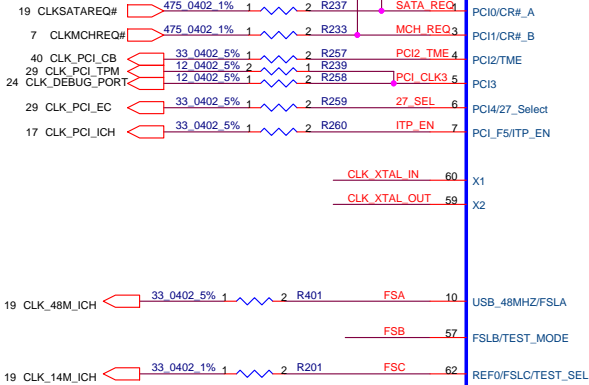 19 CLKSATAREQ# 475_0402_1% 1 2 R237 SATA_REQ 1 PCI0/CR#_A
7 CLKMCHREQ# 475_0402_1% 1 2 R233 MCH_REQ 3 PCI1/CR#_B
40 CLK_PCI_CB 33_0402_5% 1 2 R257 PCI2_TME 4 PCI2/TME
29 CLK_PCI_TPM 12_0402_5% 2 1 R239
24 CLK_DEBUG_PORT 12_0402_5% 1 2 R258 PCI_CLK3 5 PCI3
29 CLK_PCI_EC 33_0402_5% 1 2 R259 27_SEL 6 PCI4/27_Select
17 CLK_PCI_ICH 33_0402_5% 1 2 R260 ITP_EN 7 PCI_F5/ITP_EN
CLK_XTAL_IN 60 X1
CLK_XTAL_OUT 59 X2
19 CLK_48M_ICH 33_0402_5% 1 2 R401 FSA 10 USB_48MHZ/FSLA
FSB 57 FSLB/TEST_MODE
19 CLK_14M_ICH 33_0402_1% 1 2 R201 FSC 62 REF0/FSLC/TEST_SEL